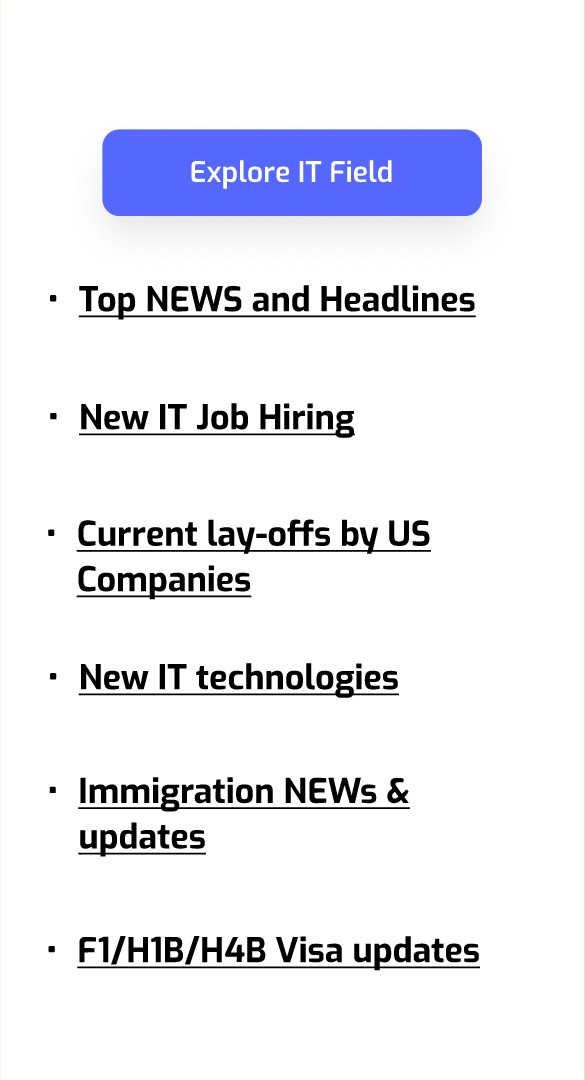 Explore IT Field
Top NEWS and Headlines
New IT Job Hiring
Current lay-offs by US
Companies
New IT technologies
Immigration NEWs &
updates
F1/H1B/H4B Visa updates